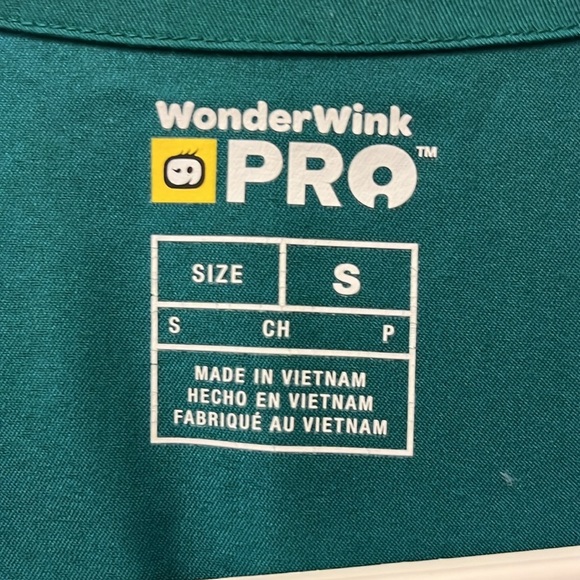 WonderWink
PRO™
SIZE S
S CH P
MADE IN VIETNAM
HECHO EN VIETNAM
FABRIQUÉ AU VIETNAM